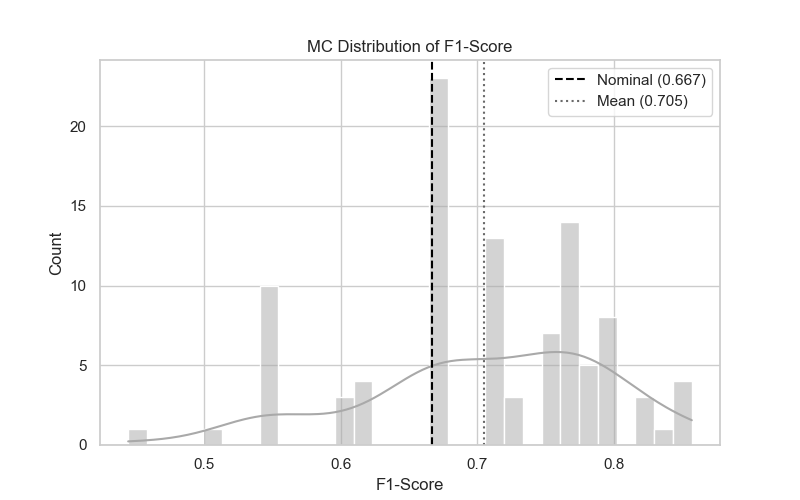 MC Distribution of F1-Score
Nominal (0.667)
Mean (0.705)
Count
20
15
10
5
0
0.5 0.6 0.7 0.8
F1-Score